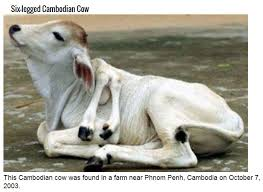 Six-legged Cambodian Cow
This Cambodian cow was found in a farm near Phnom Penh, Cambodia on October 7,
2003.